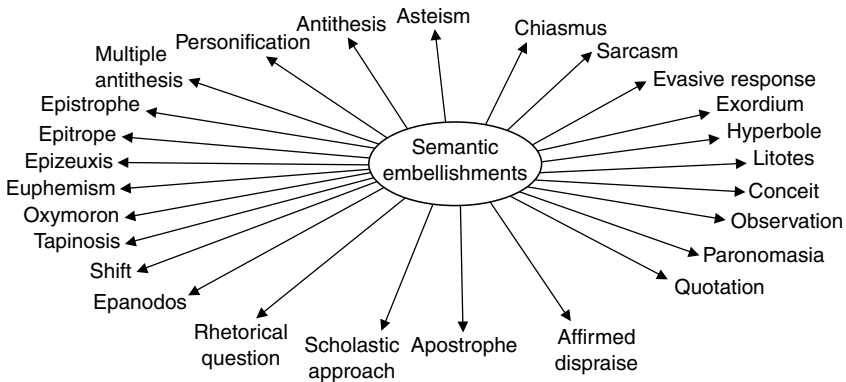 Asteism
Antithesis
Chiasmus
Personification
Sarcasm
Multiple
antithesis
Evasive response
Epistrophe
Exordium
Epitrope
Hyperbole
Semantic
embellishments
Epizeuxis
Litotes
Euphemism
Conceit
Oxymoron
Observation
Tapinosis
Paronomasia
Shift
Quotation
Epanodos
Rhetorical
question
Scholastic
approach
Apostrophe
Affirmed
dispraise